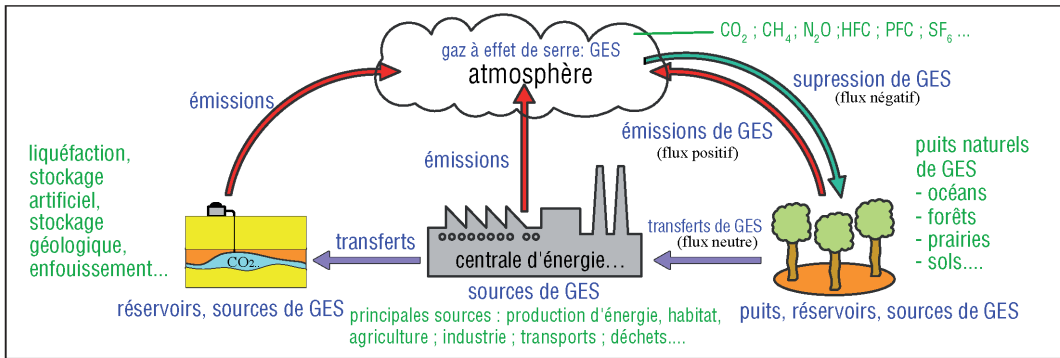 CO2 ; CH4 ; N2O ;HFC ; PFC ; SF6 ...
gaz à effet de serre: GES
atmosphère
émissions
supression de GES
(flux négatif)
émissions de GES
(flux positif)
émissions
liquéfaction,
stockage
artificiel,
stockage
géologique,
enfouissement...
puits naturels
de GES
- océans
- forêts
- prairies
- sols....
transferts
transferts de GES
(flux neutre)
CO2.
centrale d'énergie...
réservoirs, sources de GES
sources de GES
puits, réservoirs, sources de GES
principales sources : production d'énergie, habitat,
agriculture ; industrie ; transports ; déchets....